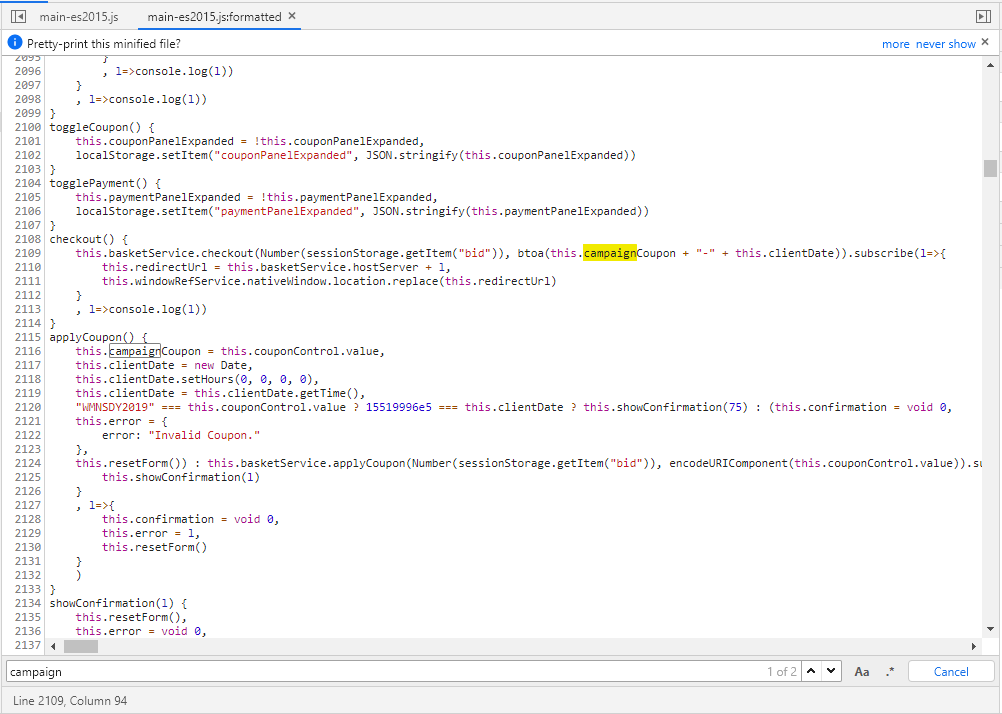 main-es2015.js main-es2015.js:formatted ×
i Pretty-print this minified file? more never show ×
2095 }
2096 , l=>console.log(l))
2097 }
2098 , l=>console.log(l))
2099 }
2100 toggleCoupon() {
2101 this.couponPanelExpanded = !this.couponPanelExpanded,
2102 localStorage.setItem("couponPanelExpanded", JSON.stringify(this.couponPanelExpanded))
2103 }
2104 togglePayment() {
2105 this.paymentPanelExpanded = !this.paymentPanelExpanded,
2106 localStorage.setItem("paymentPanelExpanded", JSON.stringify(this.paymentPanelExpanded))
2107 }
2108 checkout() {
2109 this.basketService.checkout(Number(sessionStorage.getItem("bid")), btoa(this.campaignCoupon + "-" + this.clientDate)).subscribe(l=>{
2110 this.redirectUrl = this.basketService.hostServer + l,
2111 this.windowRefService.nativeWindow.location.replace(this.redirectUrl)
2112 }
2113 , l=>console.log(l))
2114 }
2115 applyCoupon() {
2116 this.campaignCoupon = this.couponControl.value,
2117 this.clientDate = new Date,
2118 this.clientDate.setHours(0, 0, 0, 0),
2119 this.clientDate = this.clientDate.getTime(),
2120 "WMNSDY2019" === this.couponControl.value ? 15519996e5 === this.clientDate ? this.showConfirmation(75) : (this.confirmation = void 0,
2121 this.error = {
2122 error: "Invalid Coupon."
2123 },
2124 this.resetForm()) : this.basketService.applyCoupon(Number(sessionStorage.getItem("bid")), encodeURIComponent(this.couponControl.value)).su
2125 this.showConfirmation(l)
2126 }
2127 , l=>{
2128 this.confirmation = void 0,
2129 this.error = l,
2130 this.resetForm()
2131 }
2132 )
2133 }
2134 showConfirmation(l) {
2135 this.resetForm(),
2136 this.error = void 0,
2137
campaign 1 of 2 Aa .* Cancel
Line 2109, Column 94